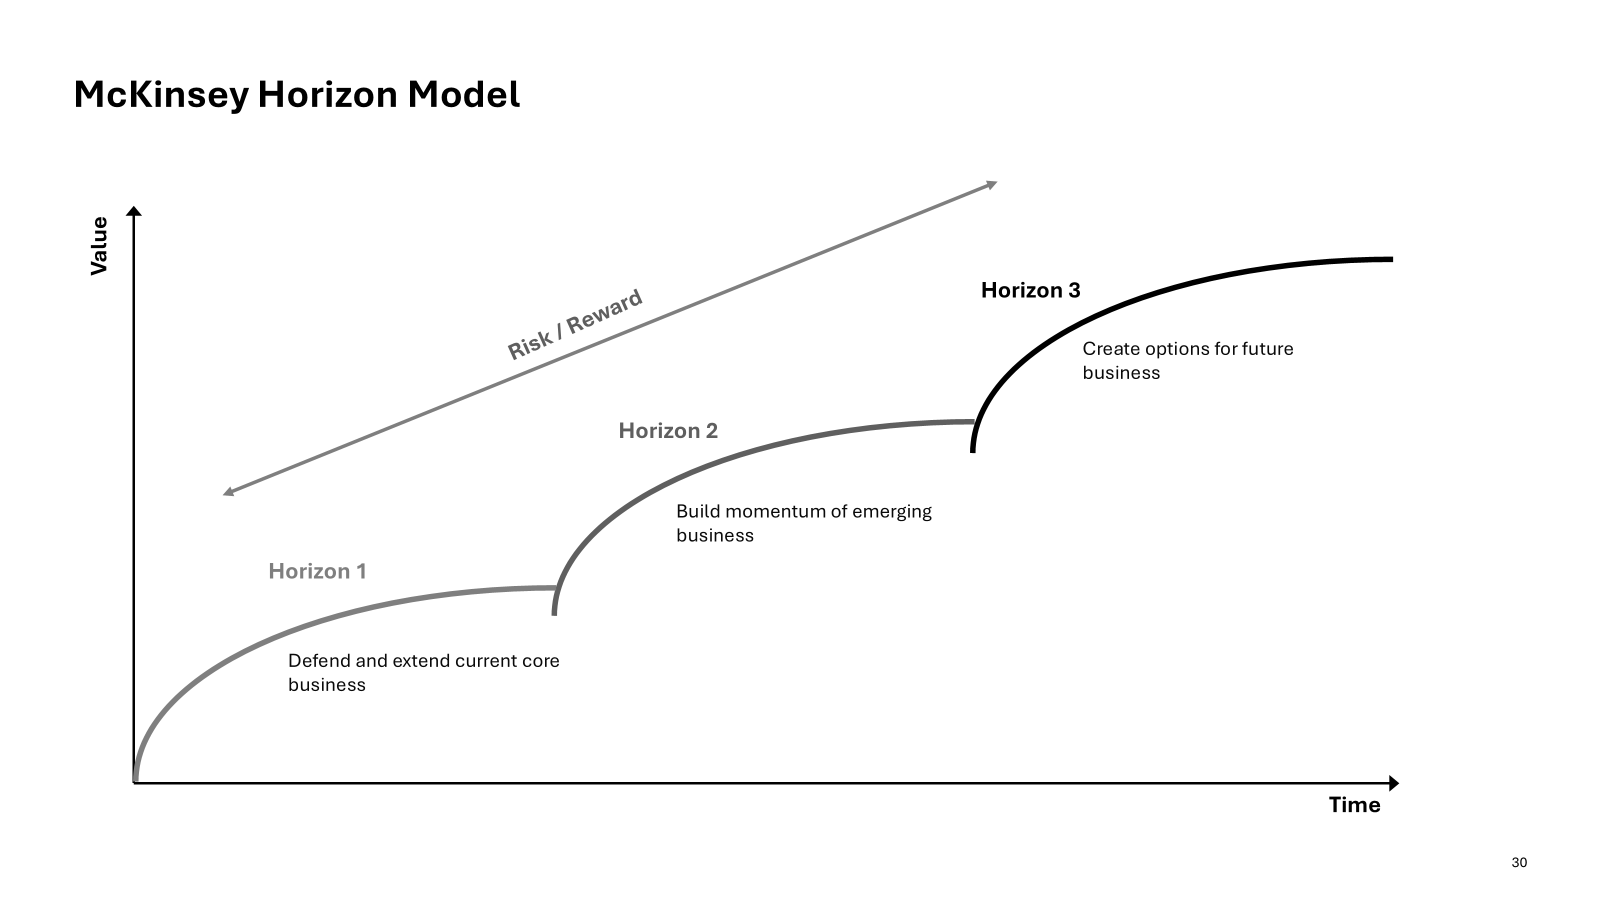 McKinsey Horizon Model
Value
Risk / Reward
Horizon 3
Create options for future
business
Horizon 2
Build momentum of emerging
business
Horizon 1
Defend and extend current core
business
Time
30